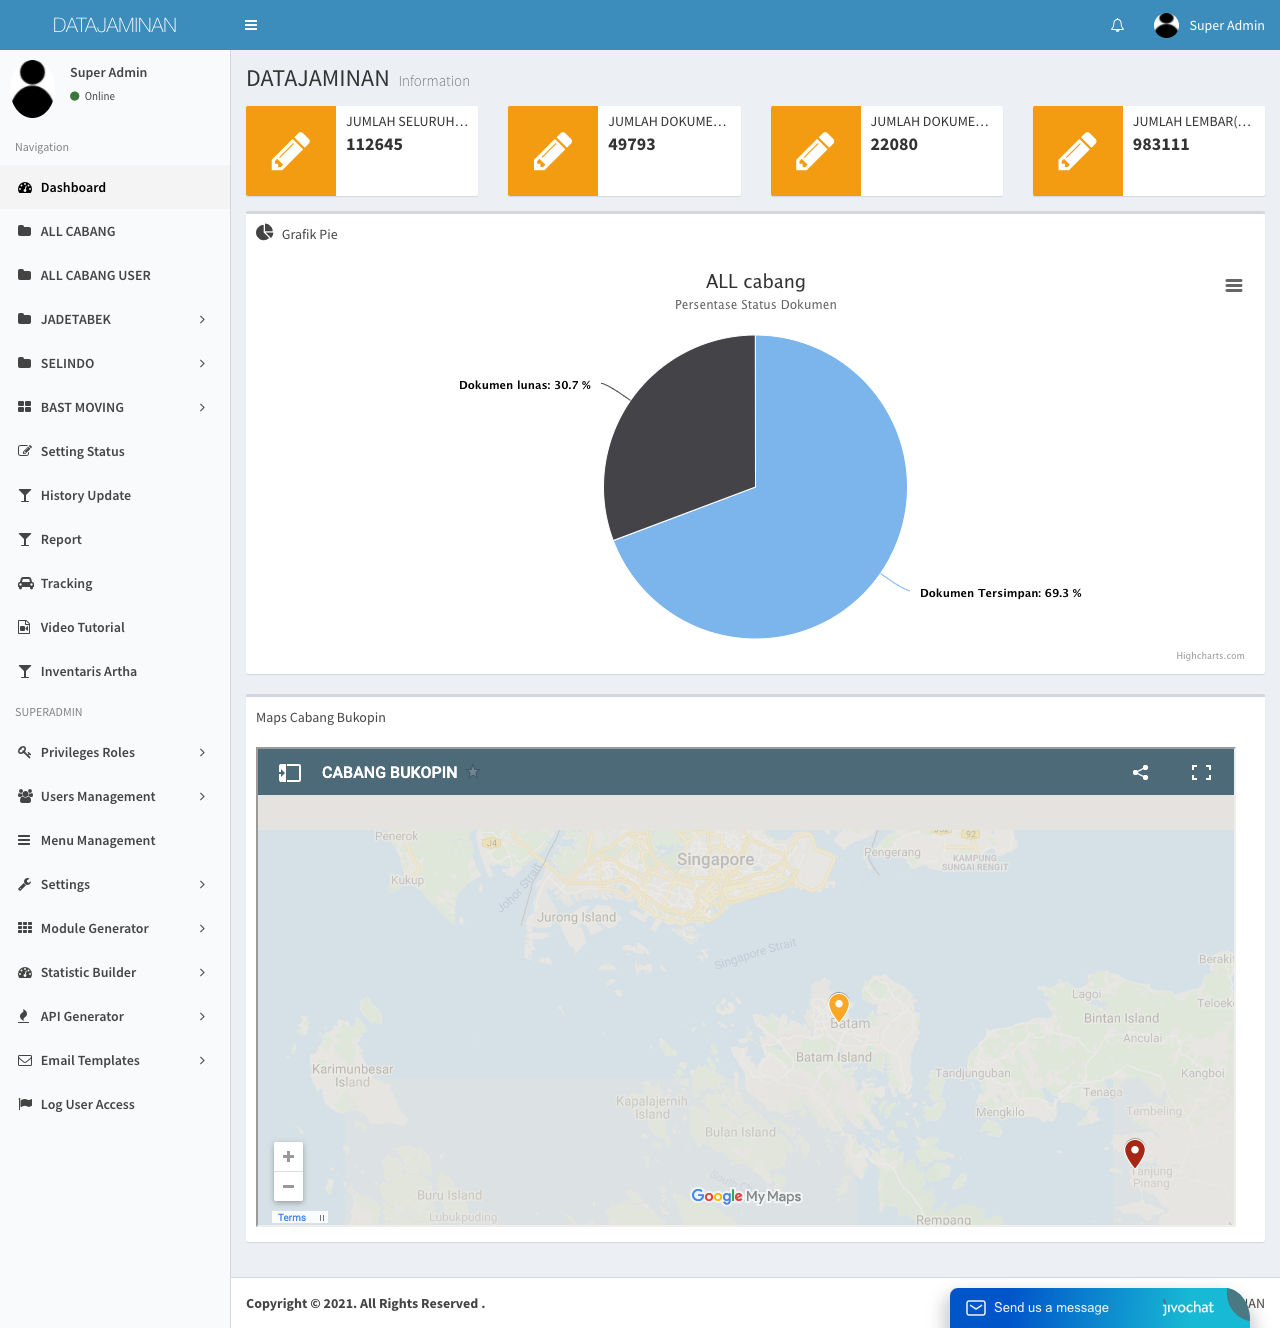 DATAJAMINAN
Super Admin
Super Admin
Online
Navigation
Dashboard
ALL CABANG
ALL CABANG USER
JADETABEK
SELINDO
BAST MOVING
Setting Status
History Update
Report
Tracking
Video Tutorial
Inventaris Artha
SUPERADMIN
Privileges Roles
Users Management
Menu Management
Settings
Module Generator
Statistic Builder
API Generator
Email Templates
Log User Access
DATAJAMINAN Information
JUMLAH SELURUH...
112645
JUMLAH DOKUME...
49793
JUMLAH DOKUME...
22080
JUMLAH LEMBAR(...
983111
Grafik Pie
ALL cabang
Persentase Status Dokumen
Dokumen lunas: 30.7 %
Dokumen Tersimpan: 69.3 %
Highcharts.com
Maps Cabang Bukopin
CABANG BUKOPIN
Penerok
J4
92
Singapore
Pengerang
KAMPUNG
SUNGAI RENGIT
Kukup
Johor Strait
Jurong Island
Singapore Strait
Berakit
Lagoi
Teloek
Batam
Bintan Island
Anculai
Batam Island
Karimunbesar
Island
Tandjunguban
Kangboi
Tenaga
Kapalajernih
Island
Mengkilo
Tembeling
Bulan Island
Tanjung
Pinang
Buru Island
Google My Maps
Lubukpuding
Rempang
Terms
Copyright © 2021. All Rights Reserved .
Send us a message
jivochat